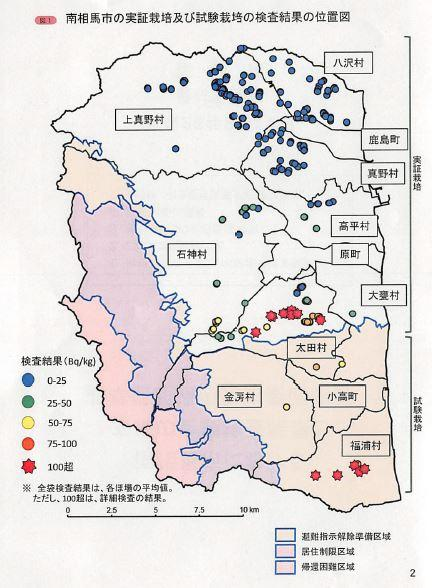 図1 南相馬市の実証栽培及び試験栽培の検査結果の位置図
八沢村
上真野村
鹿島町
真野村
実証栽培
高平村
石神村
原町
大甕村
太田村
検査結果(Bq/kg)
0-25
25-50
50-75
75-100
100超
金房村
小高町
試験栽培
福浦村
※ 全袋検査結果は、各ほ場の平均値。
ただし、100超は、詳細検査の結果。
0 2.5 5 7.5 10 km
避難指示解除準備区域
居住制限区域
帰還困難区域
2